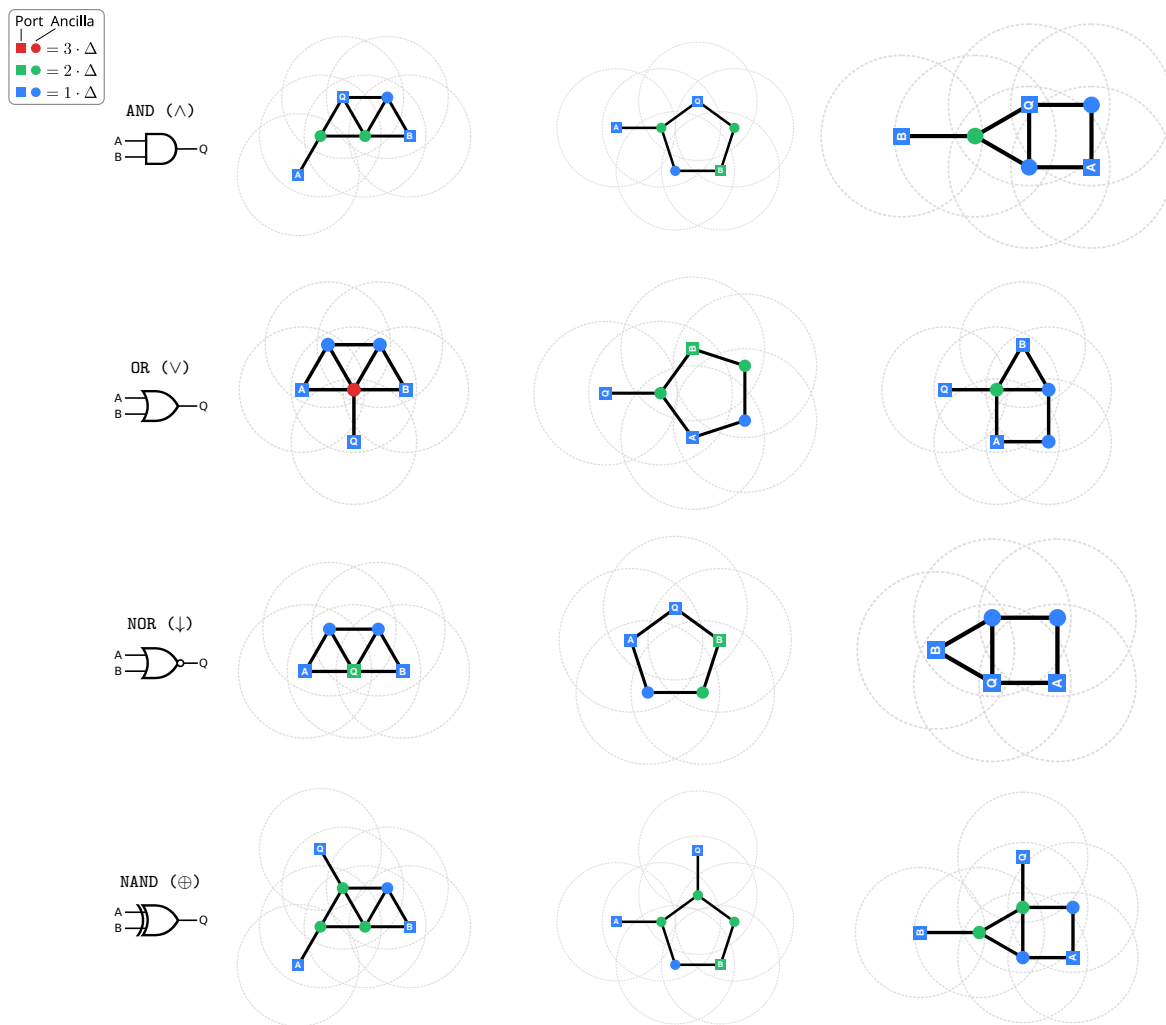 Port Ancilla
= 3 · Δ
= 2 · Δ
= 1 · Δ
AND (∧)
A
B
Q
Q
B
A
Q
A
B
B
Q
A
OR (∨)
A
B
Q
A
B
Q
B
Q
A
B
Q
A
NOR (↓)
A
B
Q
A
Q
B
Q
A
B
B
Q
A
NAND (⊕)
A
B
Q
Q
B
A
Q
A
B
Q
B
A